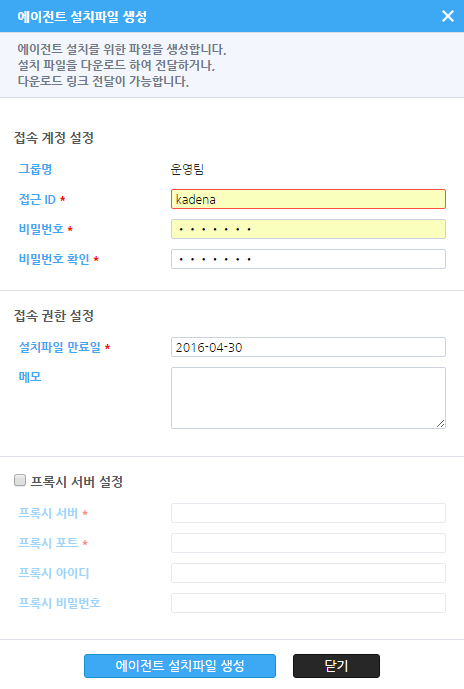 에이전트 설치파일 생성
에이전트 설치를 위한 파일을 생성합니다.
설치 파일을 다운로드 하여 전달하거나,
다운로드 링크 전달이 가능합니다.
접속 계정 설정
그룹명 운영팀
접근 ID * kadena
비밀번호 * •••••••
비밀번호 확인 * •••••••
접속 권한 설정
설치파일 만료일 * 2016-04-30
메모
프록시 서버 설정
프록시 서버 *
프록시 포트 *
프록시 아이디
프록시 비밀번호
에이전트 설치파일 생성 닫기